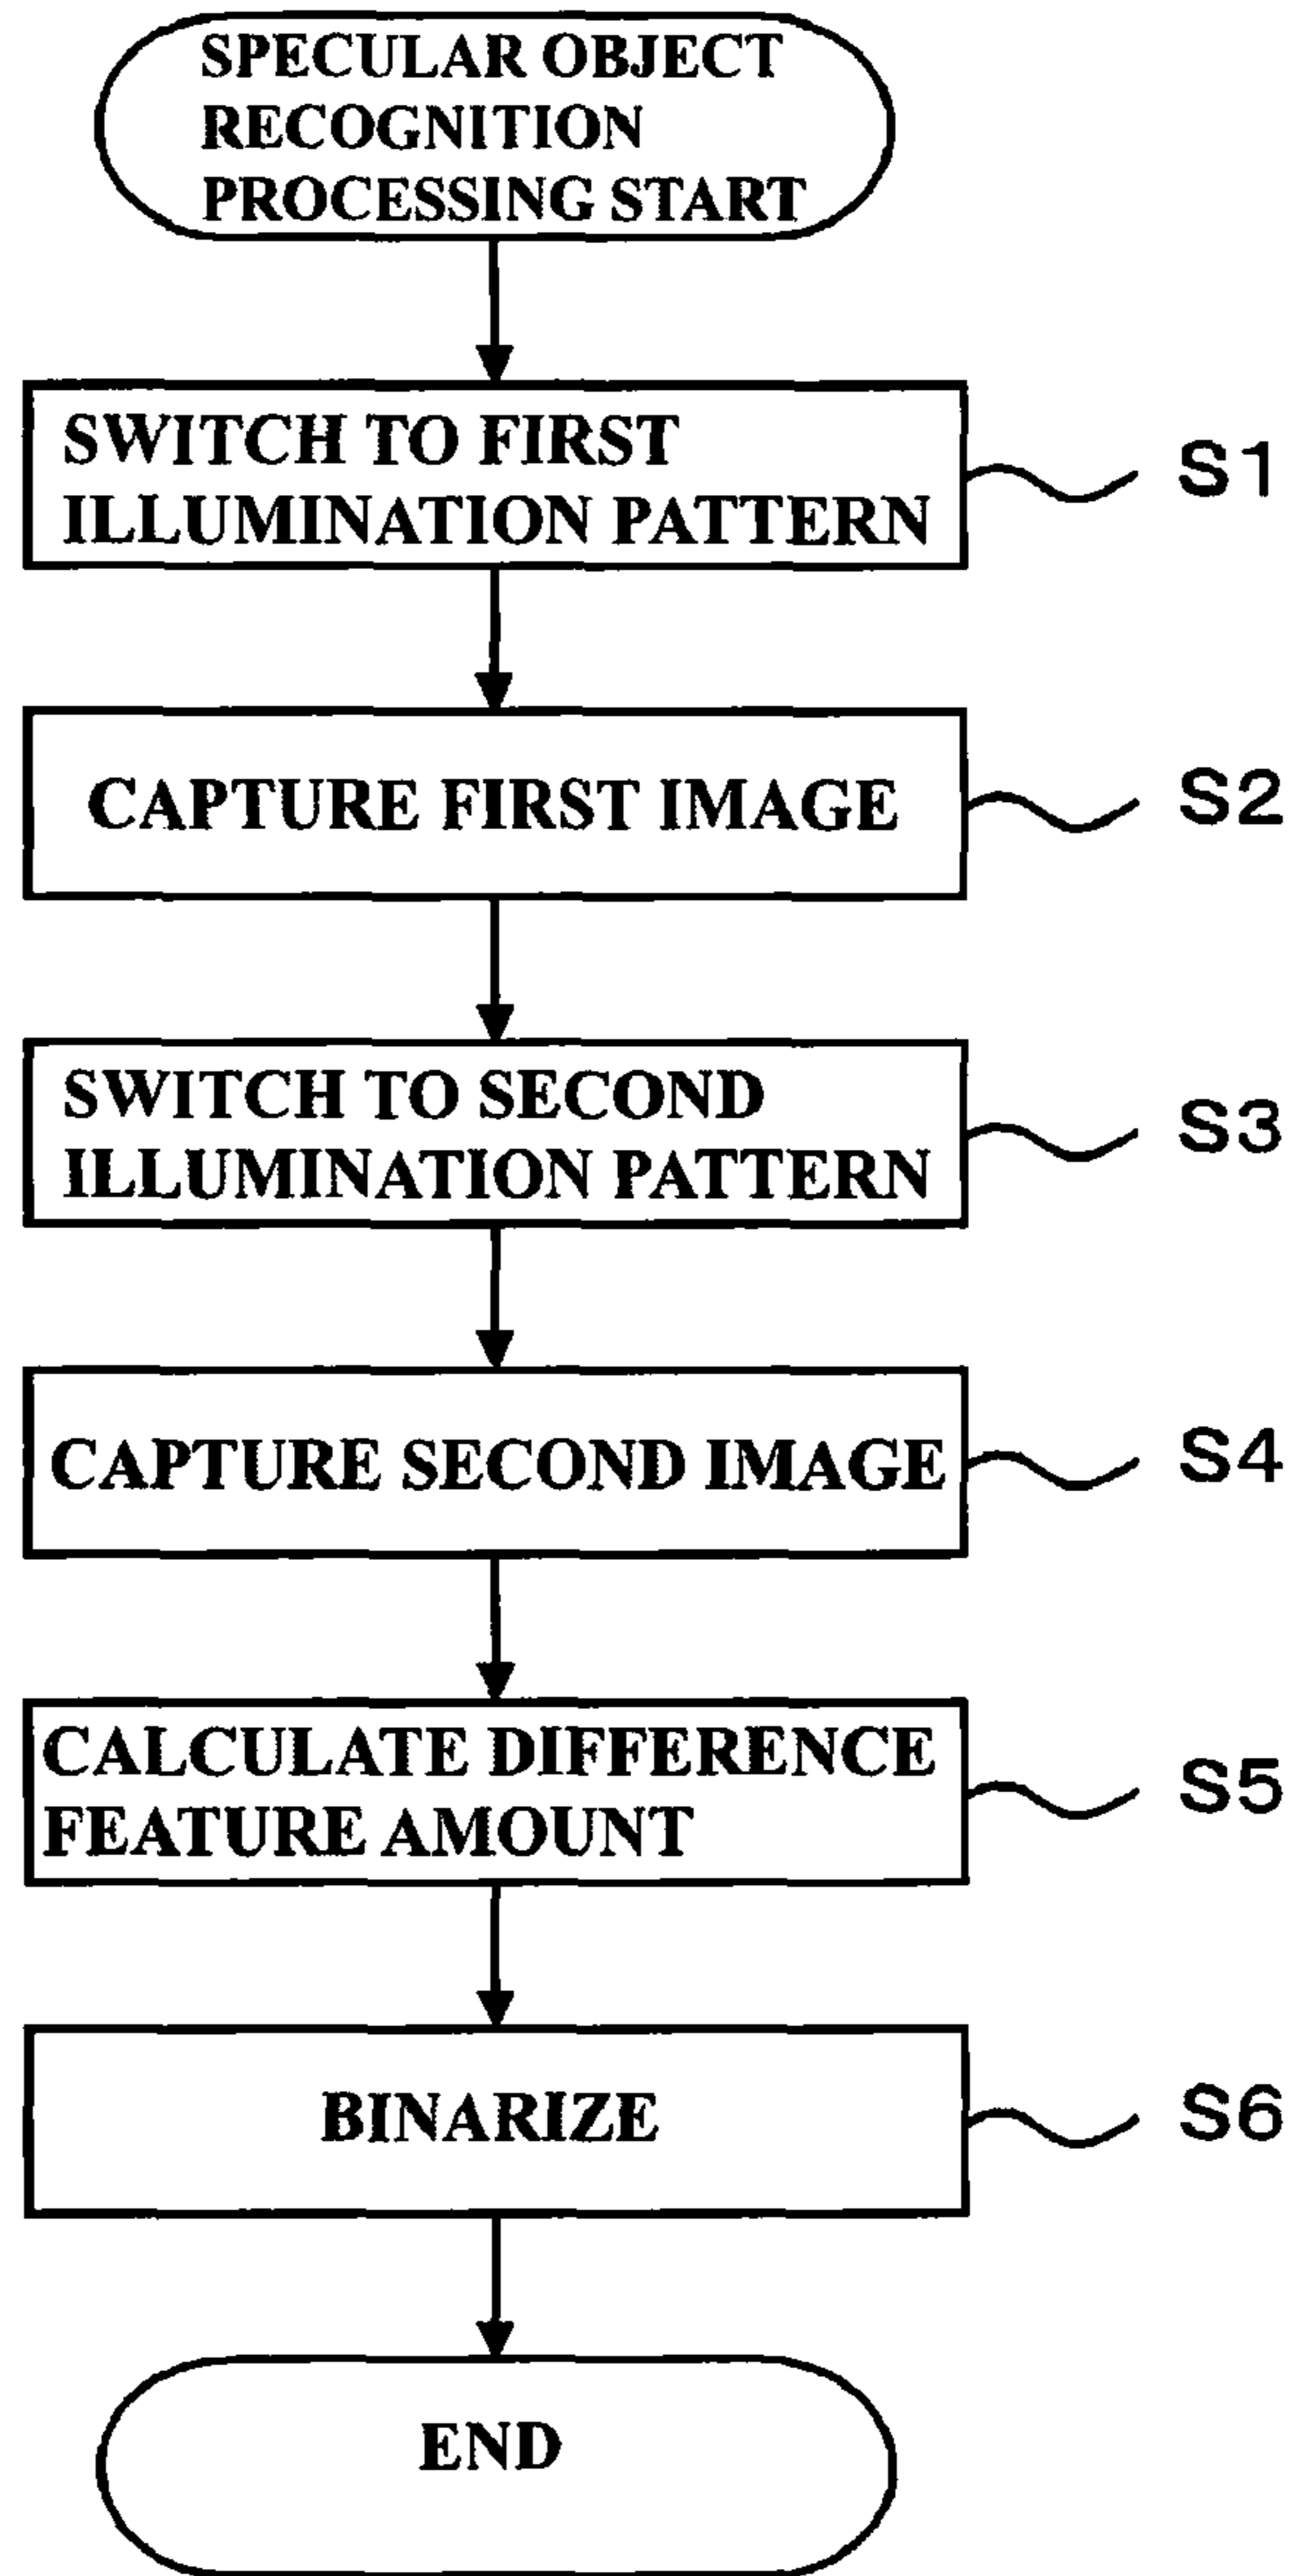 SPECULAR OBJECT
RECOGNITION
PROCESSING START
SWITCH TO FIRST
ILLUMINATION PATTERN
S1
CAPTURE FIRST IMAGE
S2
SWITCH TO SECOND
ILLUMINATION PATTERN
S3
CAPTURE SECOND IMAGE
S4
CALCULATE DIFFERENCE
FEATURE AMOUNT
S5
BINARIZE
S6
END